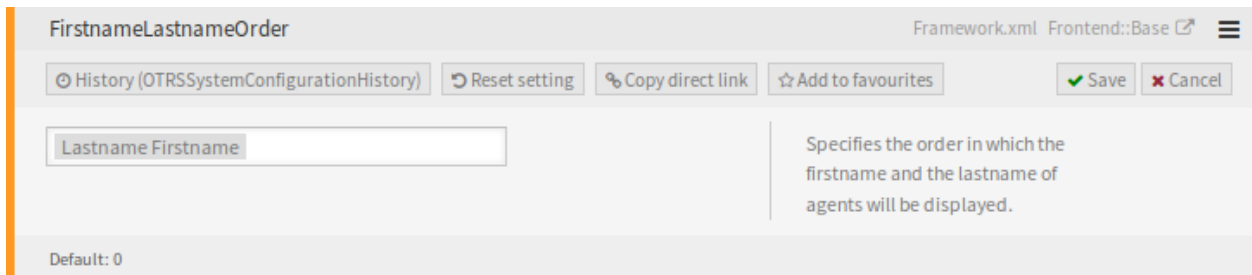 FirstnameLastnameOrder Framework.xml Frontend::Base
History (OTRSSystemConfigurationHistory) Reset setting Copy direct link Add to favourites Save Cancel
Lastname Firstname
Specifies the order in which the
firstname and the lastname of
agents will be displayed.
Default: 0